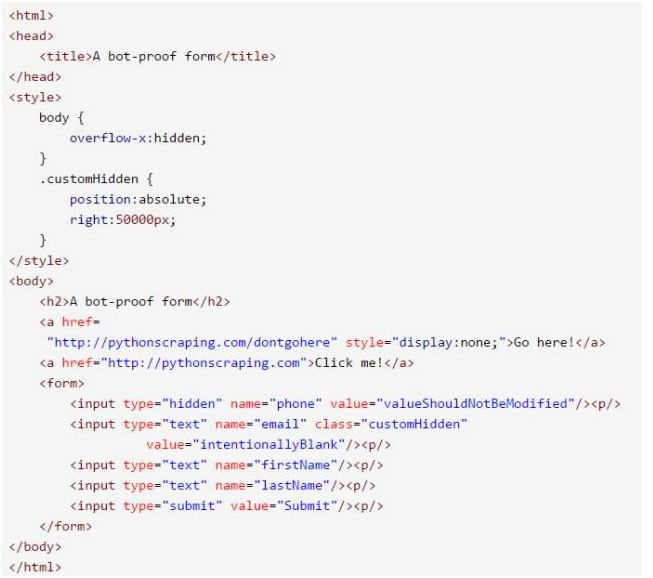 <html>
<head>
    <title>A bot-proof form</title>
</head>
<style>
    body {
        overflow-x:hidden;
    }
    .customHidden {
        position:absolute;
        right:50000px;
    }
</style>
<body>
    <h2>A bot-proof form</h2>
    <a href=
     "http://pythonscraping.com/dontgohere" style="display:none;">Go here!</a>
    <a href="http://pythonscraping.com">Click me!</a>
    <form>
        <input type="hidden" name="phone" value="valueShouldNotBeModified"/><p/>
        <input type="text" name="email" class="customHidden"
                  value="intentionallyBlank"/><p/>
        <input type="text" name="firstName"/><p/>
        <input type="text" name="lastName"/><p/>
        <input type="submit" value="Submit"/><p/>
    </form>
</body>
</html>